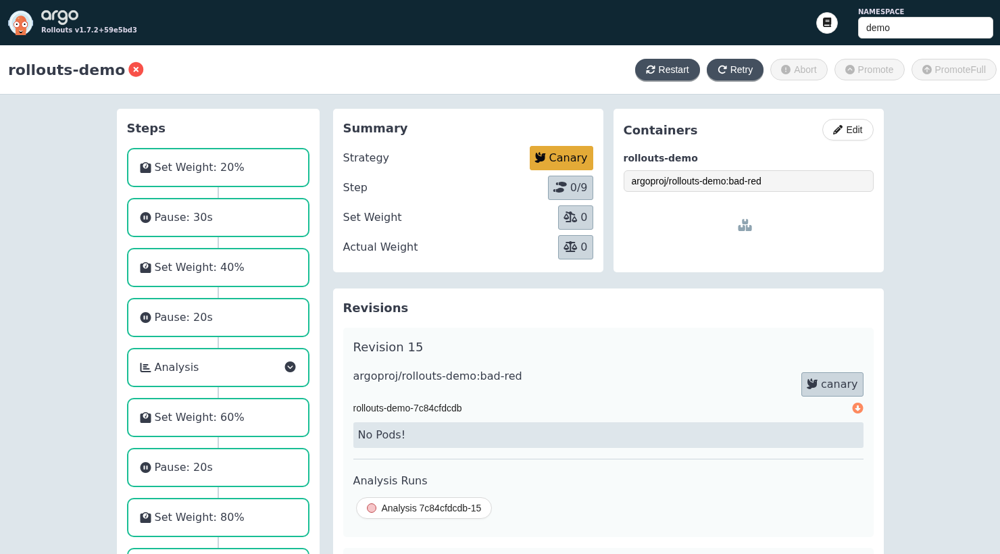 argo
Rollouts v1.7.2+59e5bd3
NAMESPACE
demo
rollouts-demo
Restart
Retry
Abort
Promote
PromoteFull
Steps
Set Weight: 20%
Pause: 30s
Set Weight: 40%
Pause: 20s
Analysis
Set Weight: 60%
Pause: 20s
Set Weight: 80%
Summary
Strategy
Canary
Step
0/9
Set Weight
0
Actual Weight
0
Containers
Edit
rollouts-demo
argoproj/rollouts-demo:bad-red
Revisions
Revision 15
argoproj/rollouts-demo:bad-red
canary
rollouts-demo-7c84cfdcdb
No Pods!
Analysis Runs
Analysis 7c84cfdcdb-15